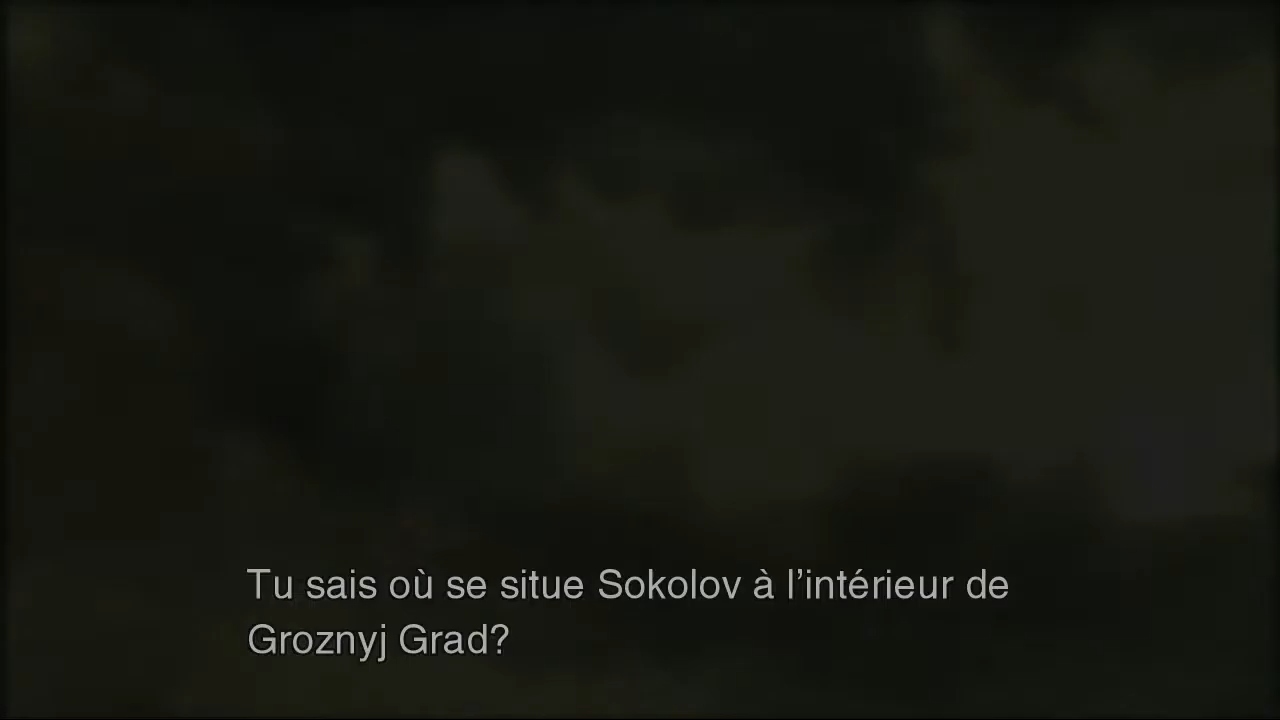 Tu sais où se situe Sokolov à l’intérieur de
Groznyj Grad?